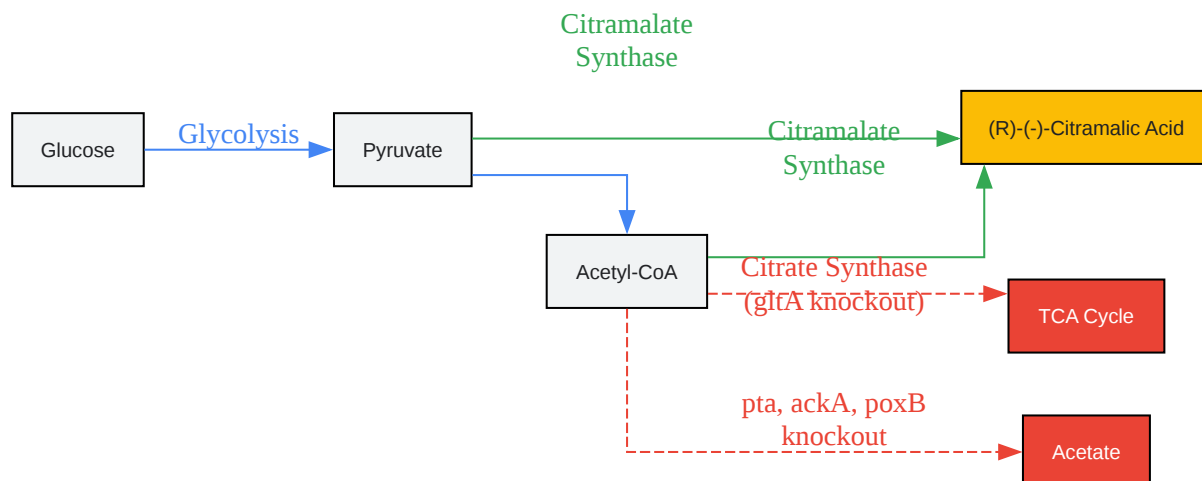 Citramalate
Synthase
Glucose
Glycolysis
Pyruvate
Citramalate
Synthase
(R)-(-)-Citramalic Acid
Acetyl-CoA
Citrate Synthase
(gltA knockout)
TCA Cycle
pta, ackA, poxB
knockout
Acetate